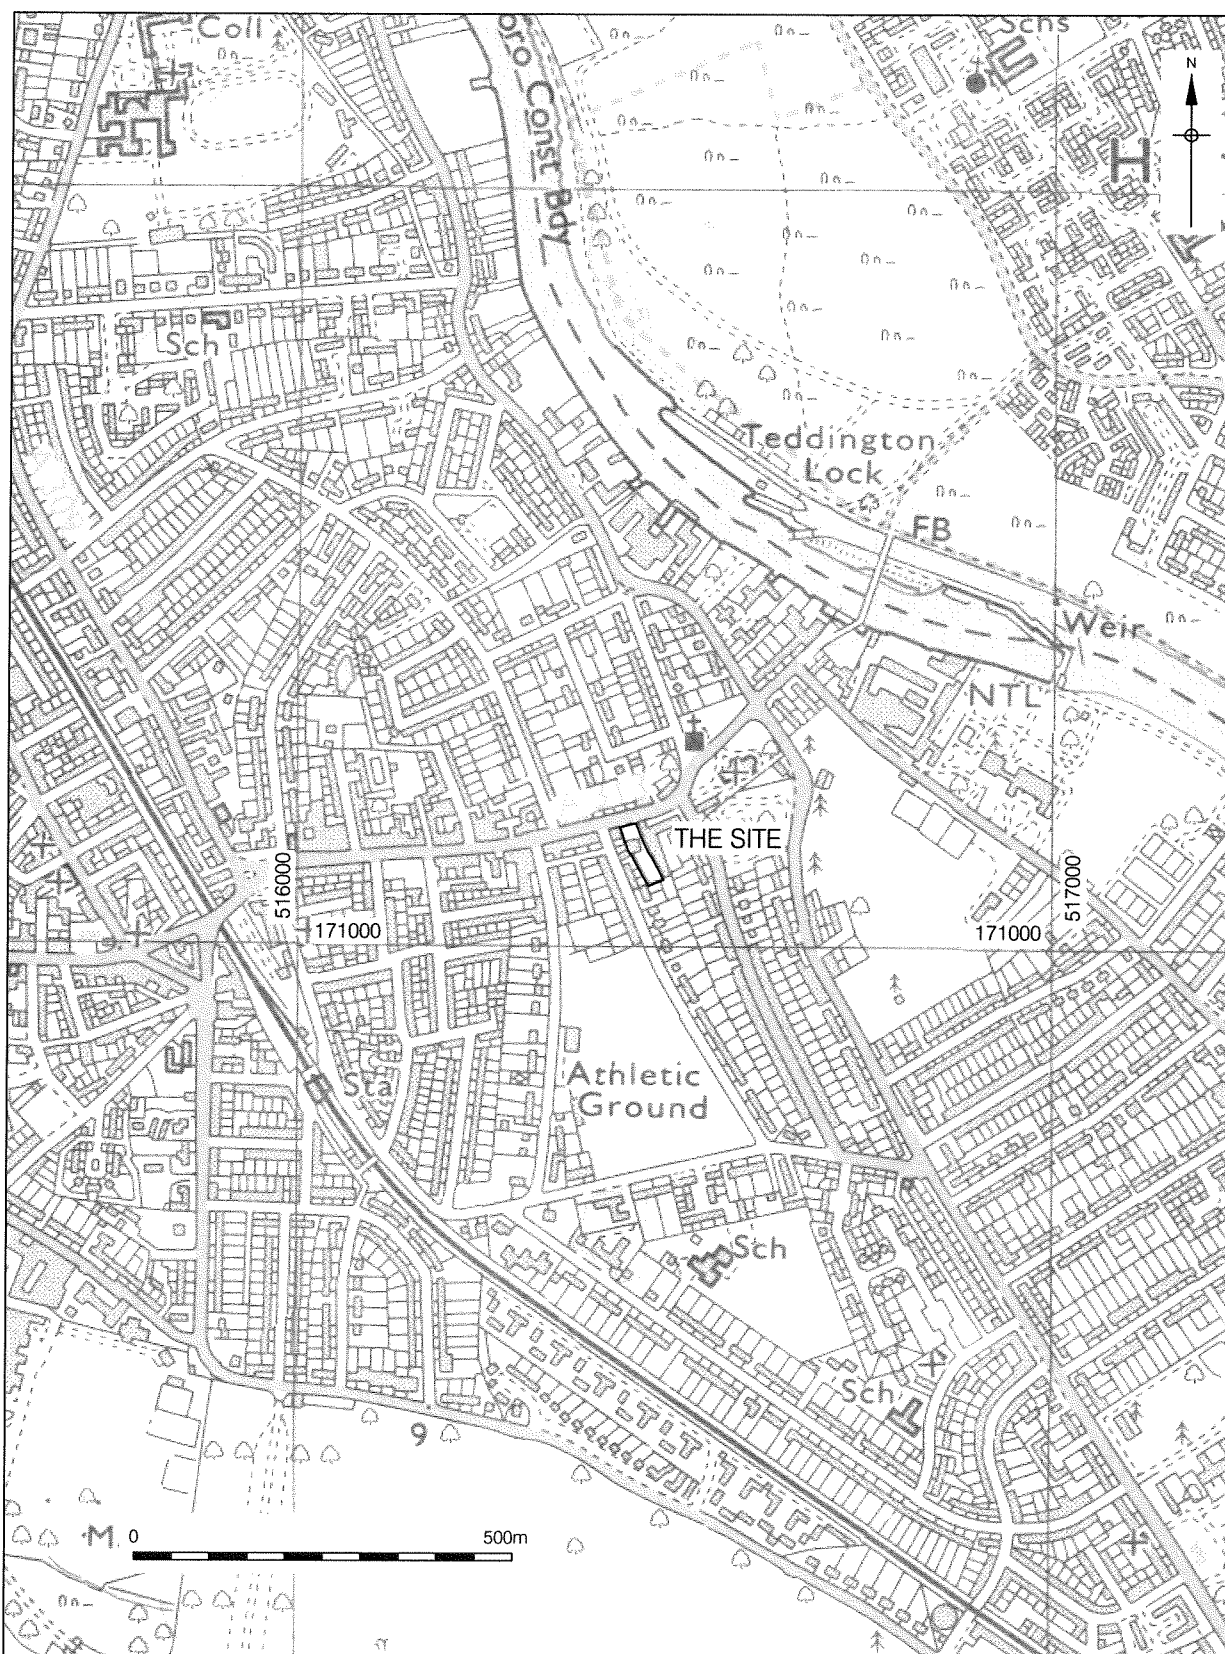 Coll
Schs
N
oro Const Bdy
H
Sch
Teddington
Lock
FB
Weir
NTL
THE SITE
516000
517000
171000
171000
Athletic
Ground
Sta
Sch
Sch
9
M
0
500m